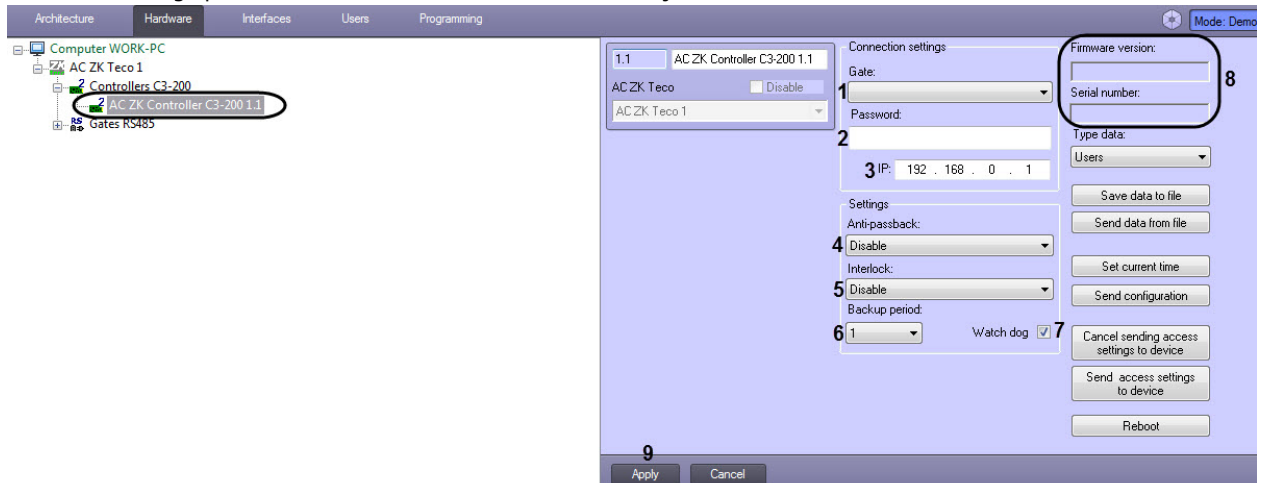 Architecture Hardware Interfaces Users Programming Mode: Demo
Computer WORK-PC
AC ZK Teco 1
2 Controllers C3-200
2 AC ZK Controller C3-200 1.1
RS Gates RS485
1.1 AC ZK Controller C3-200 1.1
AC ZK Teco Disable
AC ZK Teco 1
Connection settings
Gate:
1
Password:
2
3 IP: 192 . 168 . 0 . 1
Settings
Anti-passback:
4 Disable
Interlock:
5 Disable
Backup period:
6 1 Watch dog 7
Firmware version:
8
Serial number:
Type data:
Users
Save data to file
Send data from file
Set current time
Send configuration
Cancel sending access
settings to device
Send access settings
to device
Reboot
9
Apply Cancel